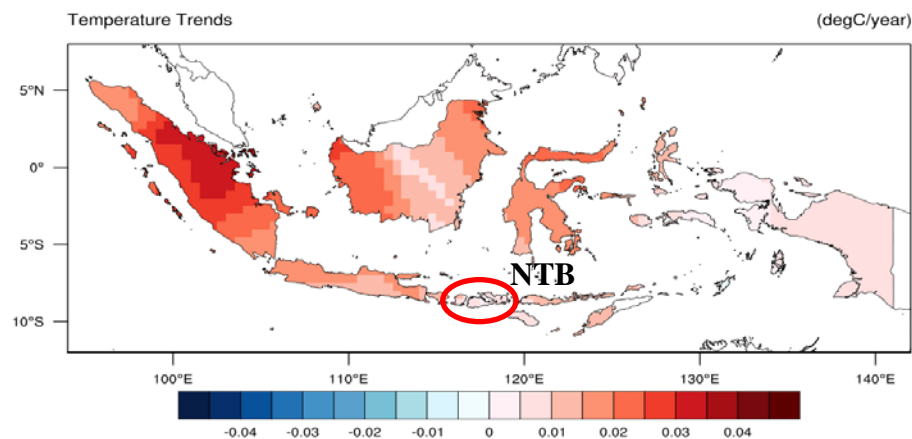 Temperature Trends (degC/year)
5°N
0°
5°S
NTB
10°S
100°E 110°E 120°E 130°E 140°E
-0.04 -0.03 -0.02 -0.01 0 0.01 0.02 0.03 0.04